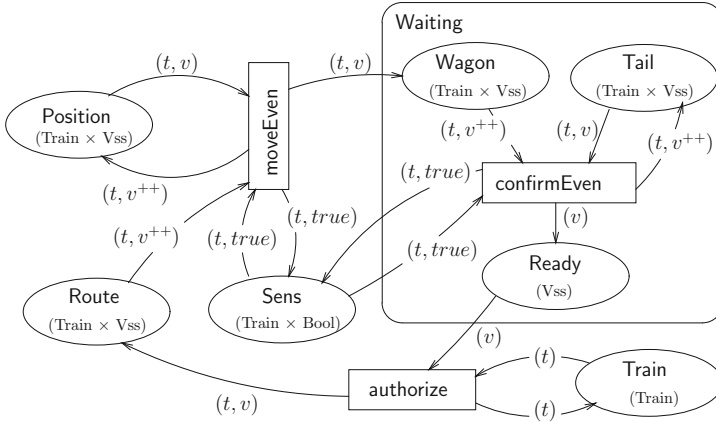 Waiting
(t, v)
(t, v)
Wagon
(Train × Vss)
Tail
(Train × Vss)
Position
(Train × Vss)
moveEven
(t, v⁺⁺)
(t, v)
(t, v⁺⁺)
(t, v⁺⁺)
(t, true)
confirmEven
(t, v⁺⁺)
(t, true)
(t, true)
(t, true)
(v)
Route
(Train × Vss)
Sens
(Train × Bool)
Ready
(Vss)
(v)
(t, v)
authorize
(t)
(t)
Train
(Train)